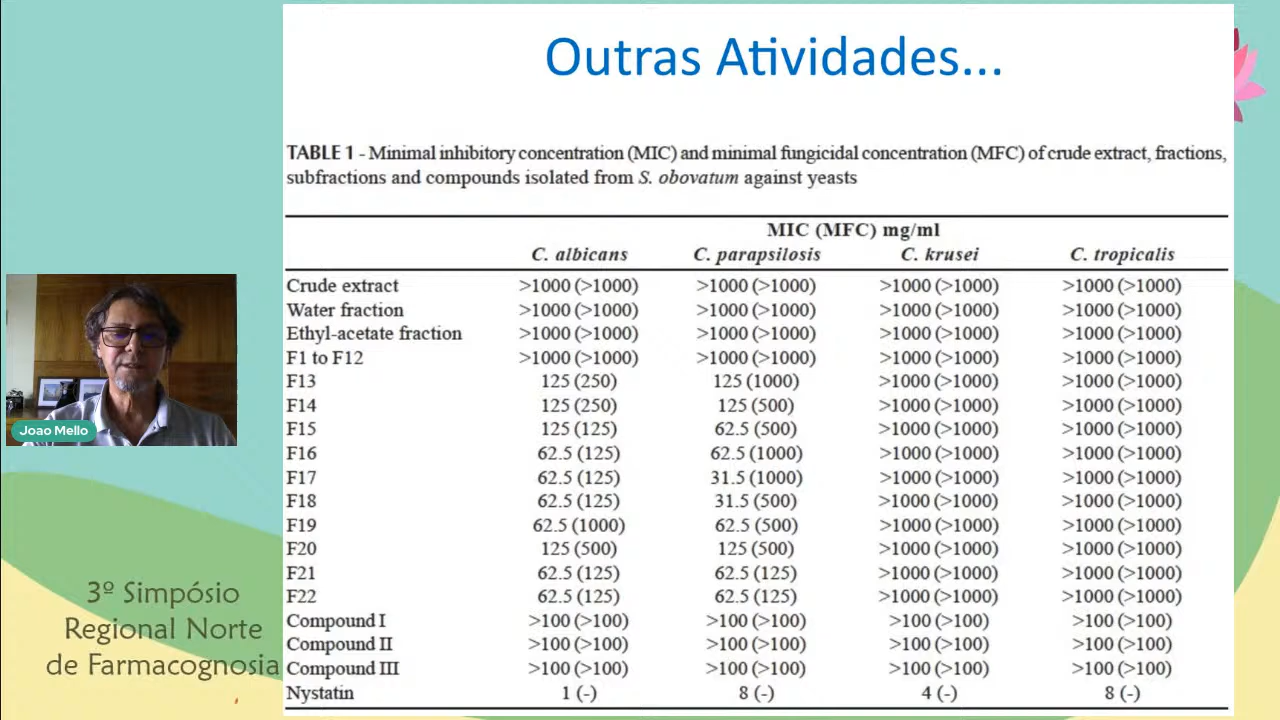 Outras Atividades...
TABLE 1 - Minimal inhibitory concentration (MIC) and minimal fungicidal concentration (MFC) of crude extract, fractions,
subfractions and compounds isolated from S. obovatum against yeasts
MIC (MFC) mg/ml
C. albicans C. parapsilosis C. krusei C. tropicalis
Crude extract >1000 (>1000) >1000 (>1000) >1000 (>1000) >1000 (>1000)
Water fraction >1000 (>1000) >1000 (>1000) >1000 (>1000) >1000 (>1000)
Ethyl-acetate fraction >1000 (>1000) >1000 (>1000) >1000 (>1000) >1000 (>1000)
F1 to F12 >1000 (>1000) >1000 (>1000) >1000 (>1000) >1000 (>1000)
F13 125 (250) 125 (1000) >1000 (>1000) >1000 (>1000)
F14 125 (250) 125 (500) >1000 (>1000) >1000 (>1000)
F15 125 (125) 62.5 (500) >1000 (>1000) >1000 (>1000)
F16 62.5 (125) 62.5 (1000) >1000 (>1000) >1000 (>1000)
F17 62.5 (125) 31.5 (1000) >1000 (>1000) >1000 (>1000)
F18 62.5 (125) 31.5 (500) >1000 (>1000) >1000 (>1000)
F19 62.5 (1000) 62.5 (500) >1000 (>1000) >1000 (>1000)
F20 125 (500) 125 (500) >1000 (>1000) >1000 (>1000)
F21 62.5 (125) 62.5 (125) >1000 (>1000) >1000 (>1000)
F22 62.5 (125) 62.5 (125) >1000 (>1000) >1000 (>1000)
Compound I >100 (>100) >100 (>100) >100 (>100) >100 (>100)
Compound II >100 (>100) >100 (>100) >100 (>100) >100 (>100)
Compound III >100 (>100) >100 (>100) >100 (>100) >100 (>100)
Nystatin 1 (-) 8 (-) 4 (-) 8 (-)
Joao Mello
3º Simpósio
Regional Norte
de Farmacognosia